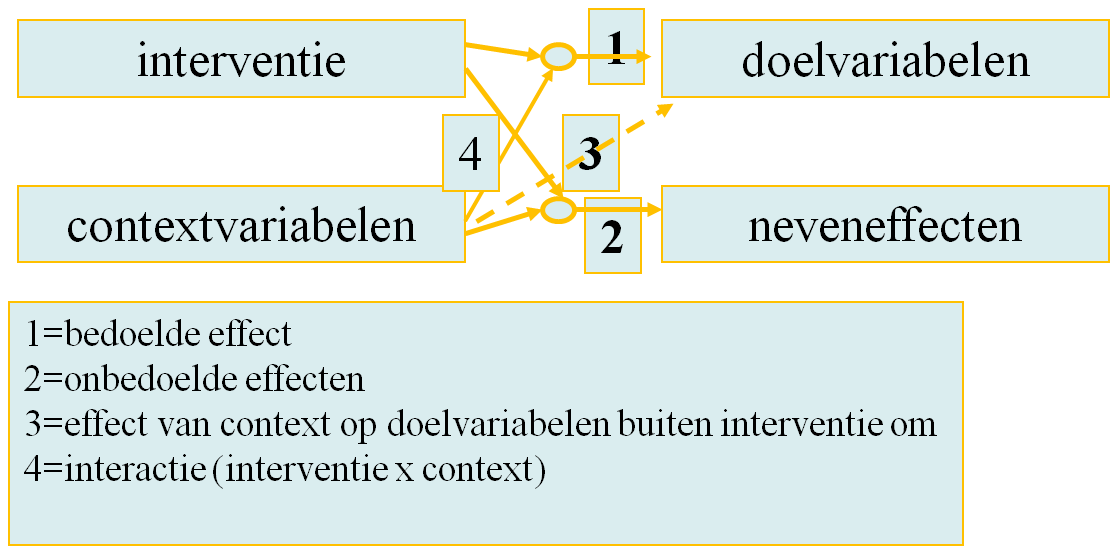 interventie
1
doelvariabelen
4
3
contextvariabelen
2
neveneffecten
1=bedoelde effect
2=onbedoelde effecten
3=effect van context op doelvariabelen buiten interventie om
4=interactie (interventie x context)